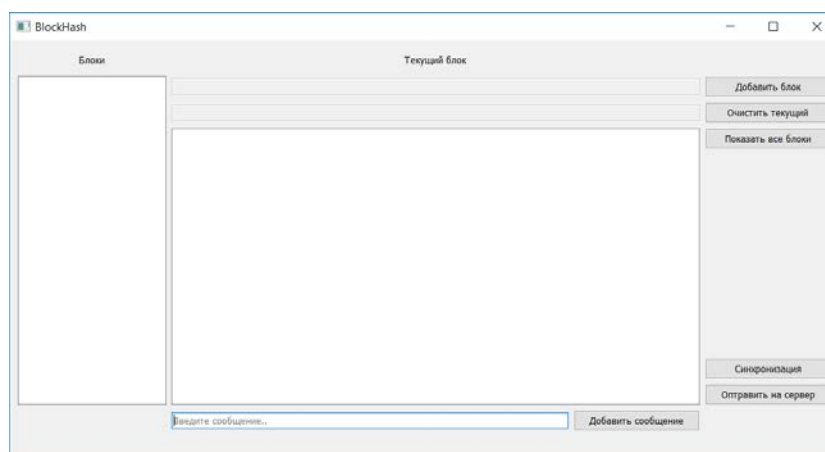 BlockHash
Блоки
Текущий блок
Добавить блок
Очистить текущий
Показать все блоки
Синхронизация
Отправить на сервер
Введите сообщение..
Добавить сообщение